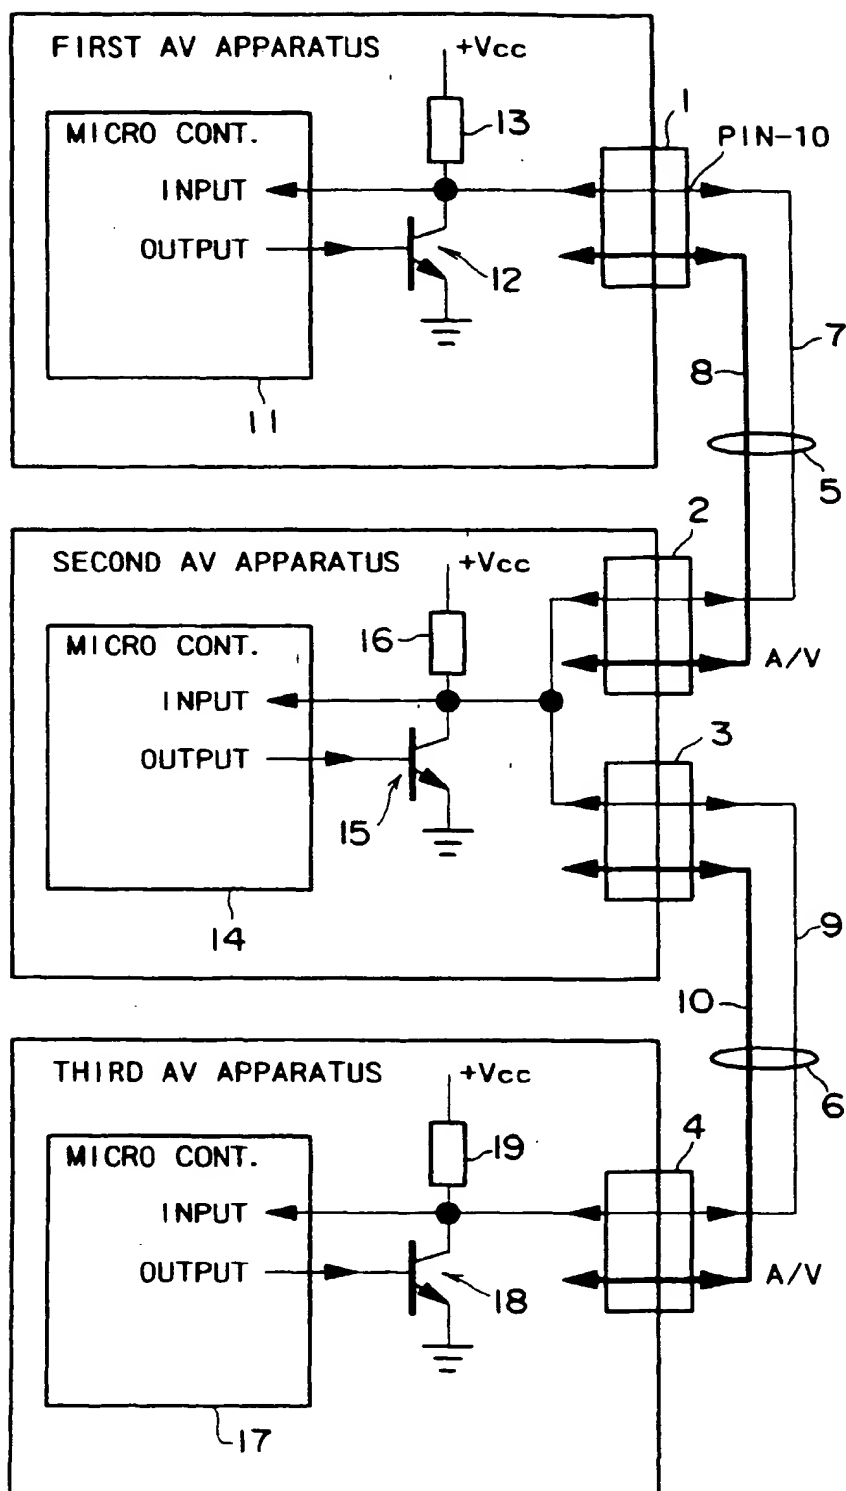 FIRST AV APPARATUS
+Vcc
13
1
PIN-10
MICRO CONT.
INPUT
OUTPUT
12
11
7
8
5
2
SECOND AV APPARATUS
+Vcc
16
MICRO CONT.
INPUT
OUTPUT
15
14
A/V
3
9
10
6
THIRD AV APPARATUS
+Vcc
19
4
MICRO CONT.
INPUT
OUTPUT
18
A/V
17